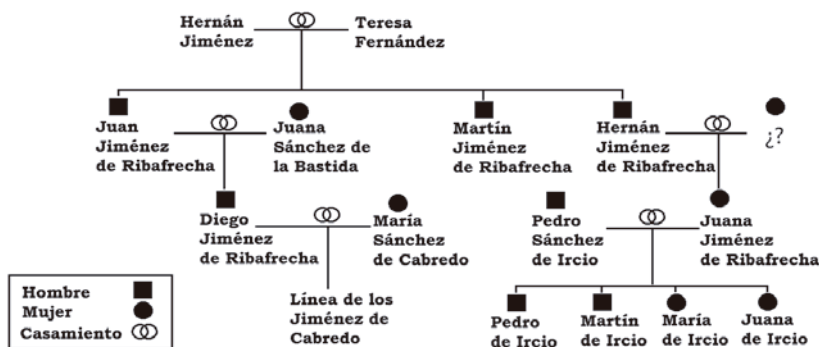 Hernán
Jiménez
Teresa
Fernández
Juan
Jiménez
de Ribafrecha
Juana
Sánchez de
la Bastida
Martín
Jiménez
de Ribafrecha
Hernán
Jiménez
de Ribafrecha
¿?
Diego
Jiménez
de Ribafrecha
María
Sánchez
de Cabredo
Pedro
Sánchez
de Ircio
Juana
Jiménez
de Ribafrecha
Línea de los
Jiménez de
Cabredo
Pedro
de Ircio
Martín
de Ircio
María
de Ircio
Juana
de Ircio
Hombre
Mujer
Casamiento